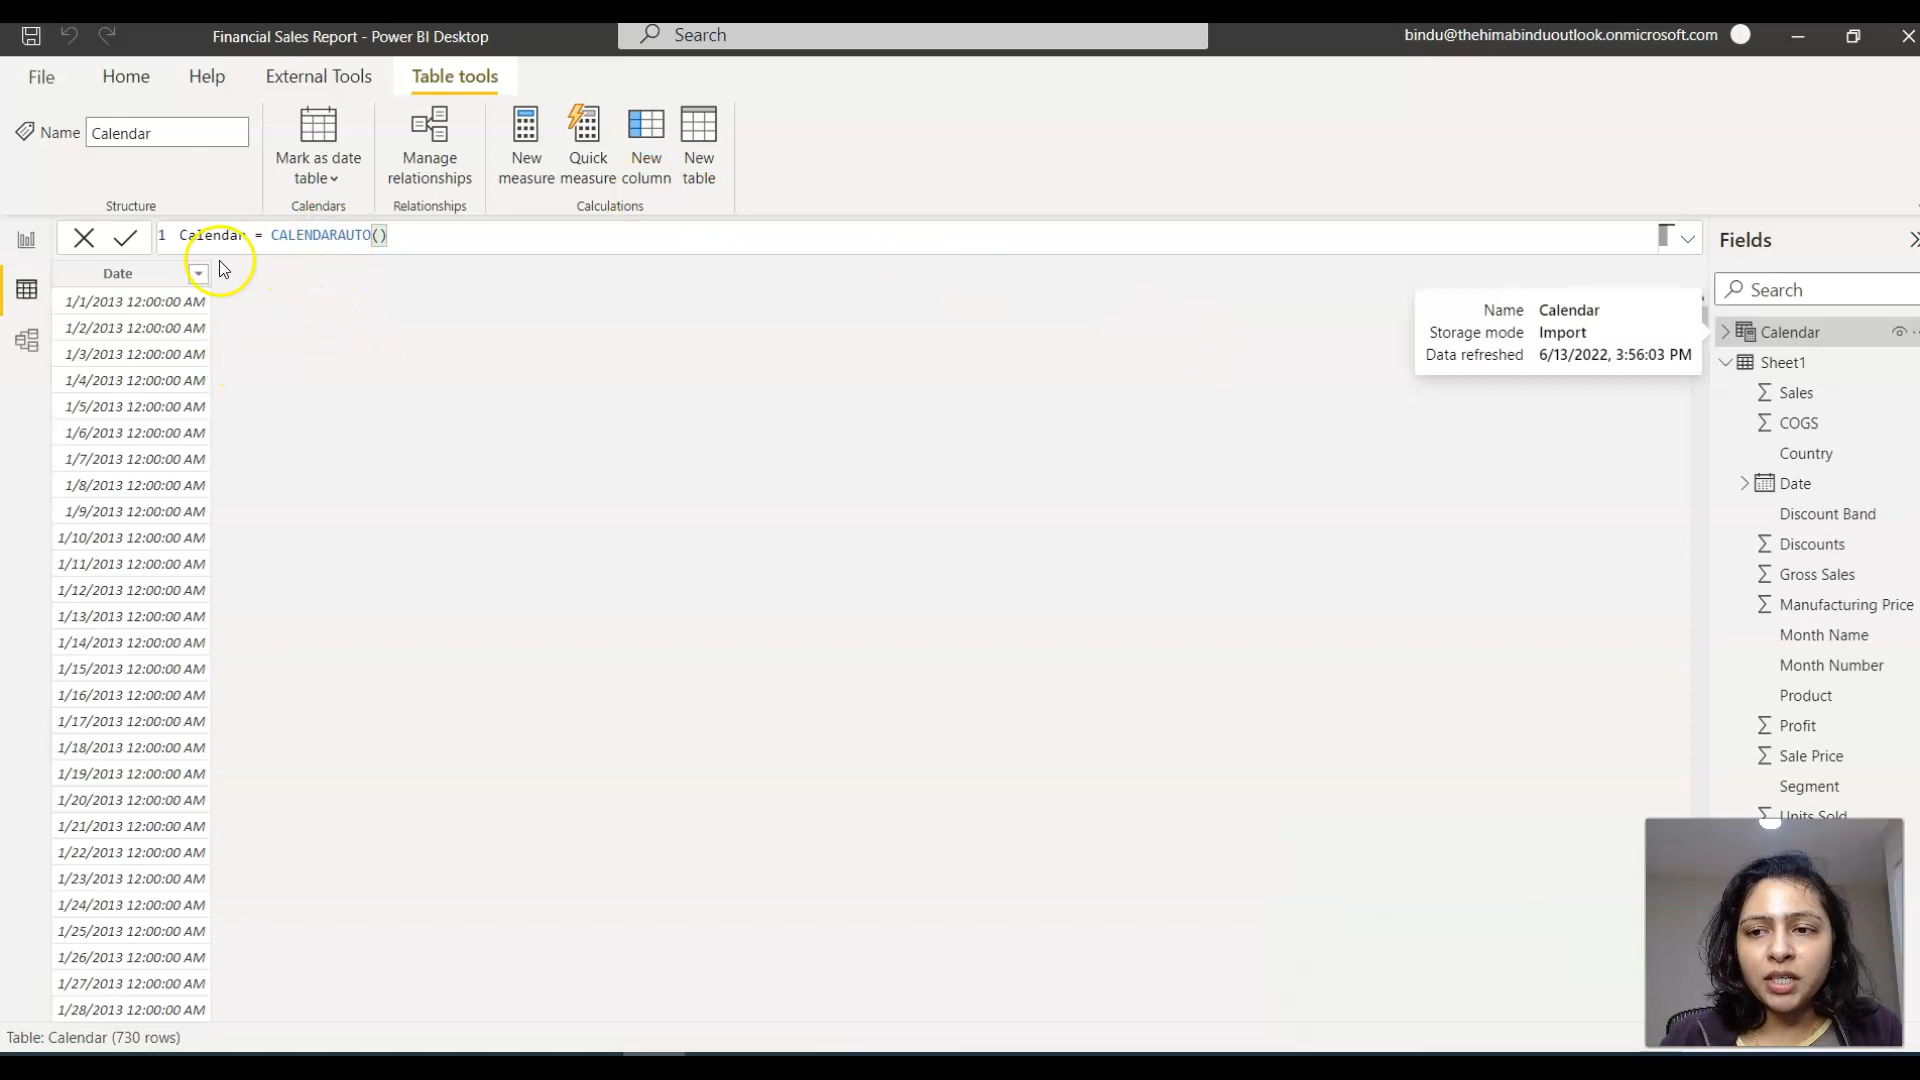 Financial Sales Report - Power BI Desktop
Search
bindu@thehimabinduoutlook.onmicrosoft.com
File
Home
Help
External Tools
Table tools
Name
Calendar
Mark as date
table
Manage
relationships
New
measure
Quick
measure
New
column
New
table
Structure
Calendars
Relationships
Calculations
1 Calendar = CALENDARAUTO()
Fields
Search
Date
1/1/2013 12:00:00 AM
1/2/2013 12:00:00 AM
1/3/2013 12:00:00 AM
1/4/2013 12:00:00 AM
1/5/2013 12:00:00 AM
1/6/2013 12:00:00 AM
1/7/2013 12:00:00 AM
1/8/2013 12:00:00 AM
1/9/2013 12:00:00 AM
1/10/2013 12:00:00 AM
1/11/2013 12:00:00 AM
1/12/2013 12:00:00 AM
1/13/2013 12:00:00 AM
1/14/2013 12:00:00 AM
1/15/2013 12:00:00 AM
1/16/2013 12:00:00 AM
1/17/2013 12:00:00 AM
1/18/2013 12:00:00 AM
1/19/2013 12:00:00 AM
1/20/2013 12:00:00 AM
1/21/2013 12:00:00 AM
1/22/2013 12:00:00 AM
1/23/2013 12:00:00 AM
1/24/2013 12:00:00 AM
1/25/2013 12:00:00 AM
1/26/2013 12:00:00 AM
1/27/2013 12:00:00 AM
1/28/2013 12:00:00 AM
Name Calendar
Storage mode Import
Data refreshed 6/13/2022, 3:56:03 PM
Calendar
Sheet1
Sales
COGS
Country
Date
Discount Band
Discounts
Gross Sales
Manufacturing Price
Month Name
Month Number
Product
Profit
Sale Price
Segment
Units Sold
Table: Calendar (730 rows)